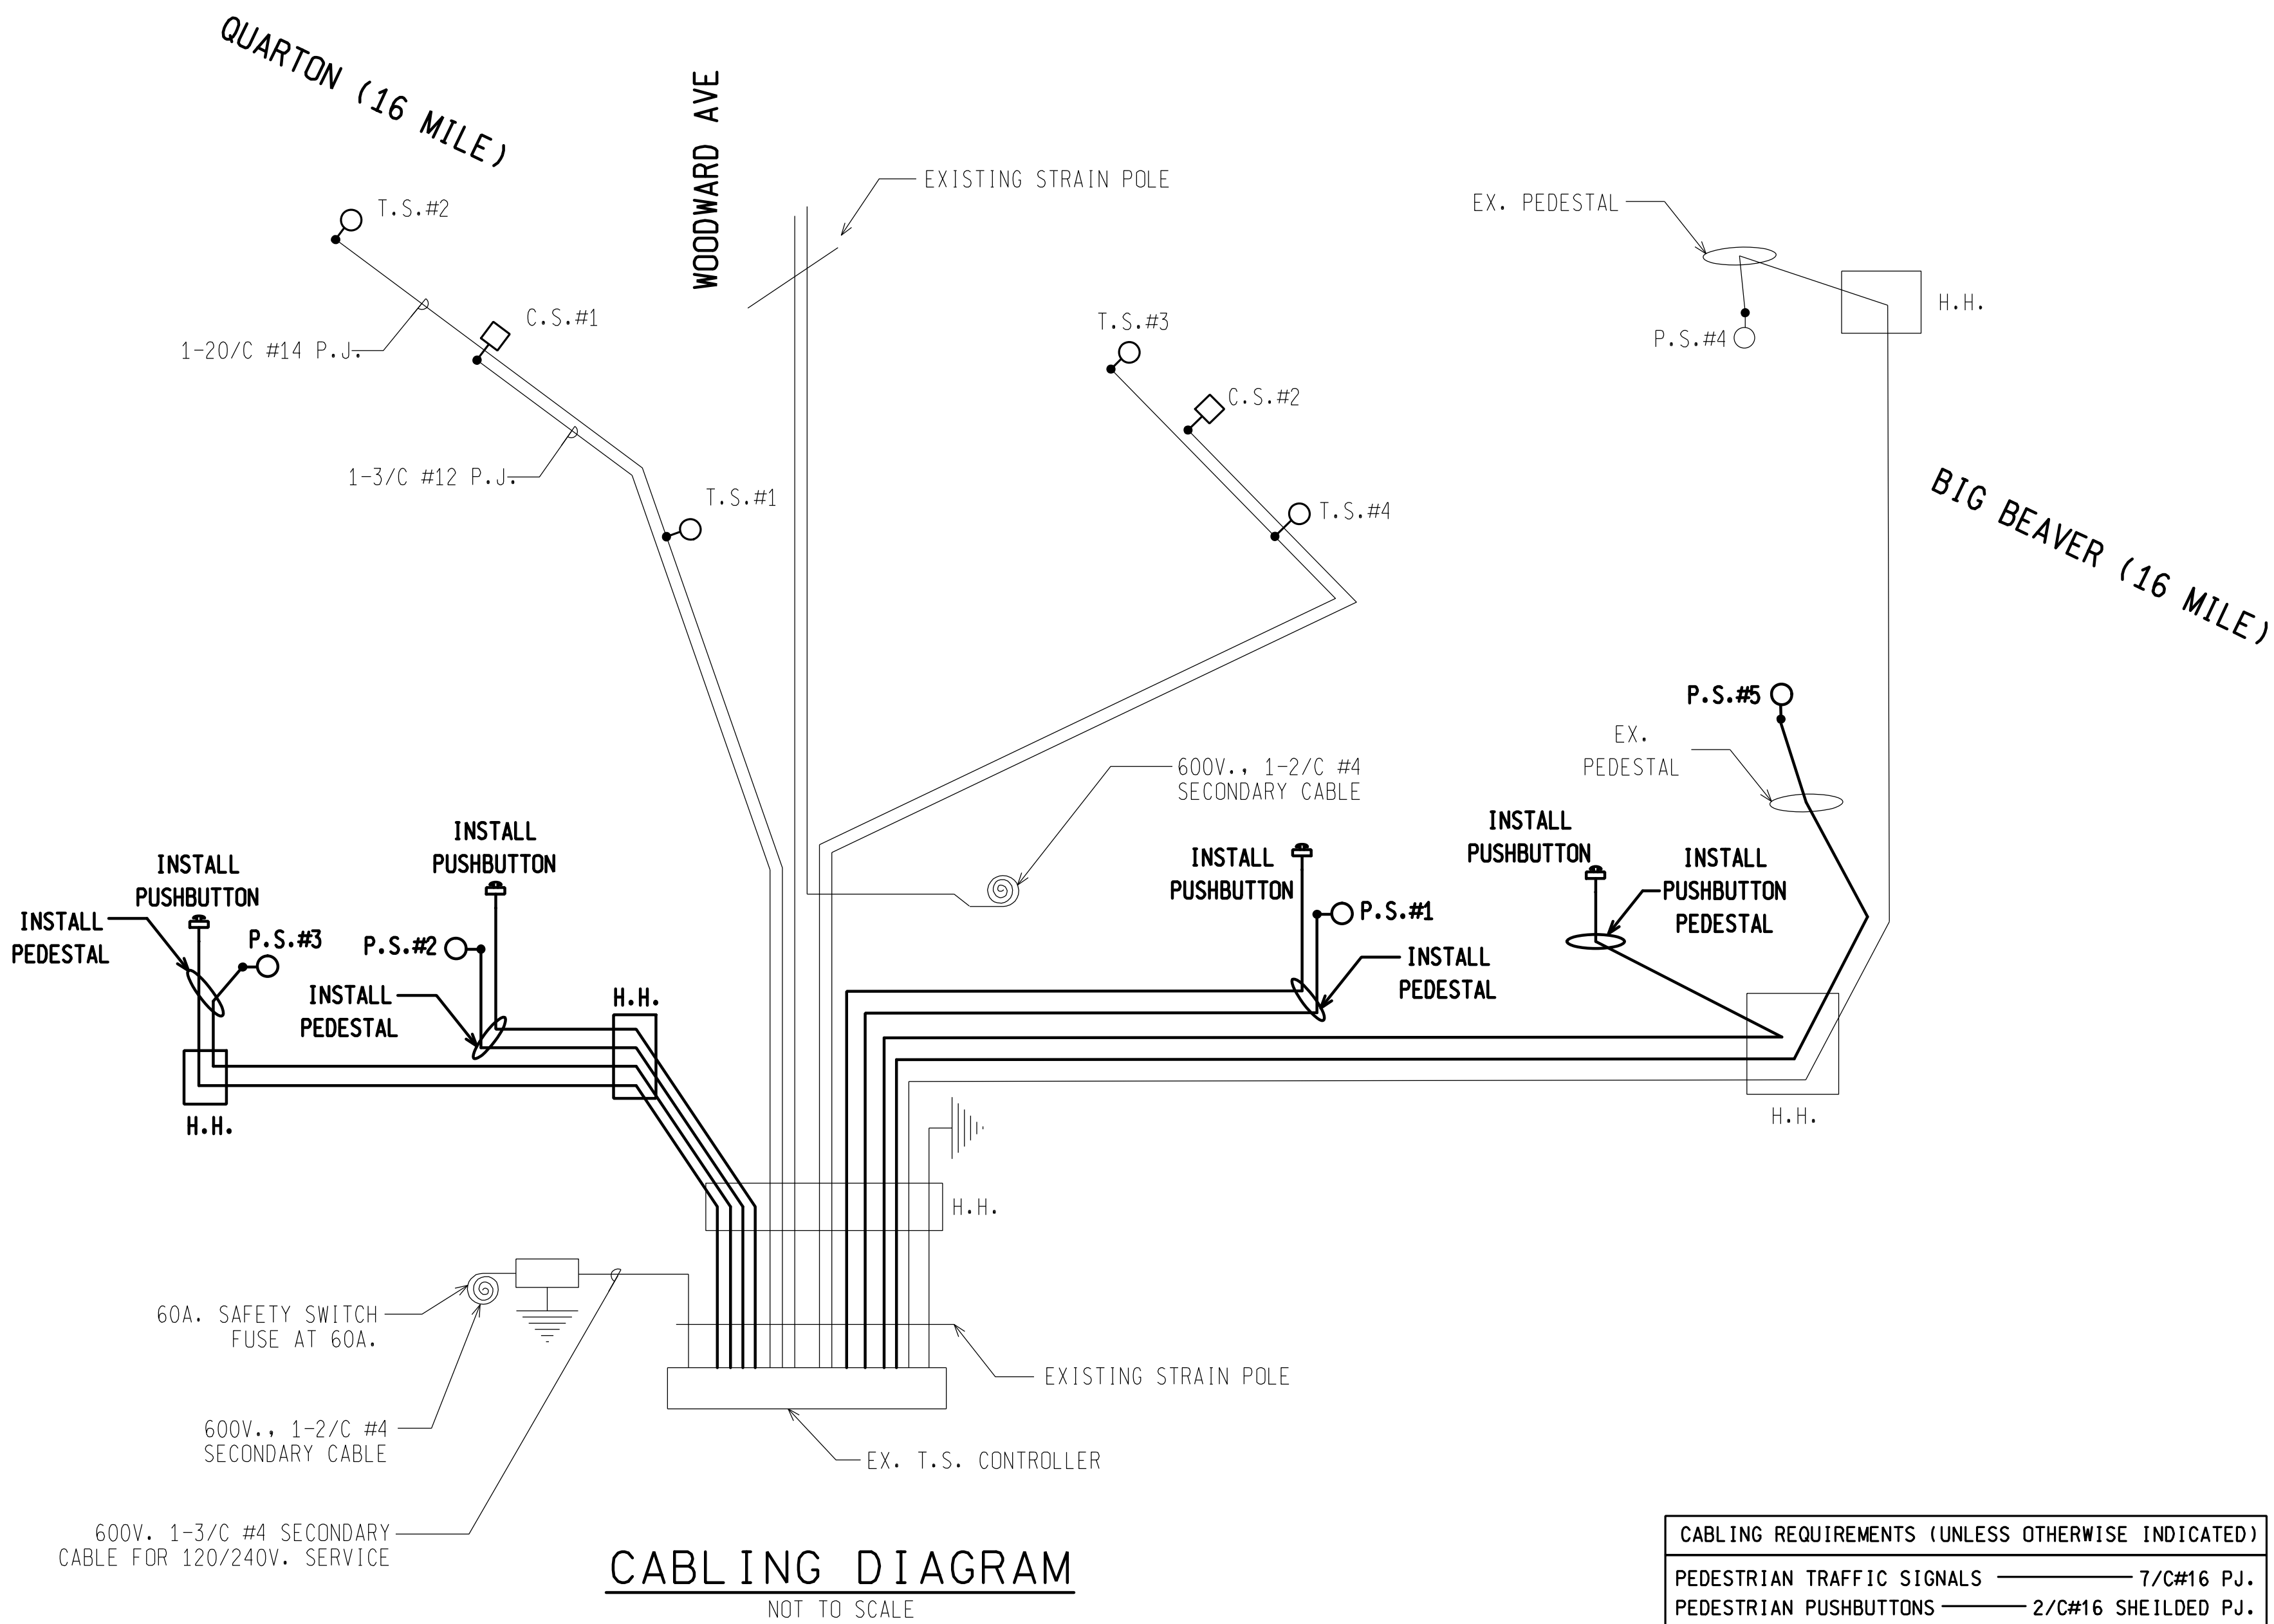 QUARTON (16 MILE)
WOODWARD AVE
EXISTING STRAIN POLE
EX. PEDESTAL
T.S.#2
H.H.
C.S.#1
T.S.#3
P.S.#4
1-20/C #14 P.J.
C.S.#2
1-3/C #12 P.J.
T.S.#1
T.S.#4
BIG BEAVER (16 MILE)
P.S.#5
EX.
PEDESTAL
600V., 1-2/C #4
SECONDARY CABLE
INSTALL
PUSHBUTTON
INSTALL
PUSHBUTTON
INSTALL
PUSHBUTTON
INSTALL
PUSHBUTTON
INSTALL
PUSHBUTTON
PEDESTAL
INSTALL
PEDESTAL
P.S.#3
P.S.#2
P.S.#1
INSTALL
PEDESTAL
INSTALL
PEDESTAL
H.H.
H.H.
H.H.
H.H.
60A. SAFETY SWITCH
FUSE AT 60A.
EXISTING STRAIN POLE
600V., 1-2/C #4
SECONDARY CABLE
EX. T.S. CONTROLLER
600V. 1-3/C #4 SECONDARY
CABLE FOR 120/240V. SERVICE
CABLING DIAGRAM
NOT TO SCALE
CABLING REQUIREMENTS (UNLESS OTHERWISE INDICATED)
PEDESTRIAN TRAFFIC SIGNALS 7/C#16 PJ.
PEDESTRIAN PUSHBUTTONS 2/C#16 SHEILDED PJ.